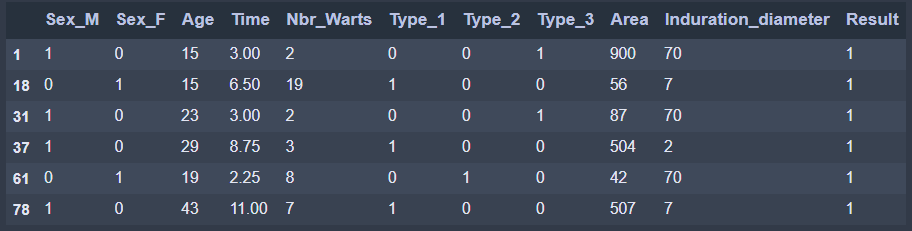 Sex_M Sex_F Age Time Nbr_Warts Type_1 Type_2 Type_3 Area Induration_diameter Result
1 1 0 15 3.00 2 0 0 1 900 70 1
18 0 1 15 6.50 19 1 0 0 56 7 1
31 1 0 23 3.00 2 0 0 1 87 70 1
37 1 0 29 8.75 3 1 0 0 504 2 1
61 0 1 19 2.25 8 0 1 0 42 70 1
78 1 0 43 11.00 7 1 0 0 507 7 1